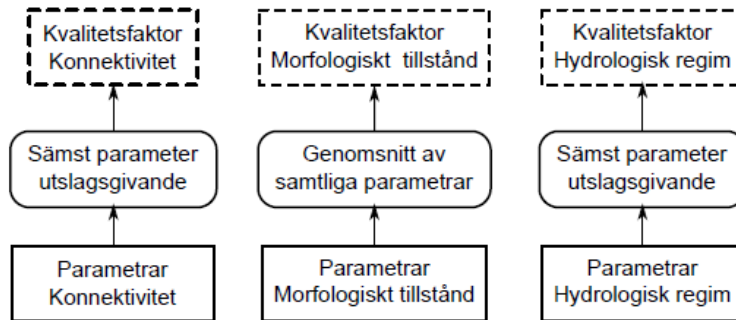 Kvalitetsfaktor
Konnektivitet
Kvalitetsfaktor
Morfologiskt tillstånd
Kvalitetsfaktor
Hydrologisk regim
Sämst parameter
utslagsgivande
Genomsnitt av
samtliga parametrar
Sämst parameter
utslagsgivande
Parametrar
Konnektivitet
Parametrar
Morfologiskt tillstånd
Parametrar
Hydrologisk regim